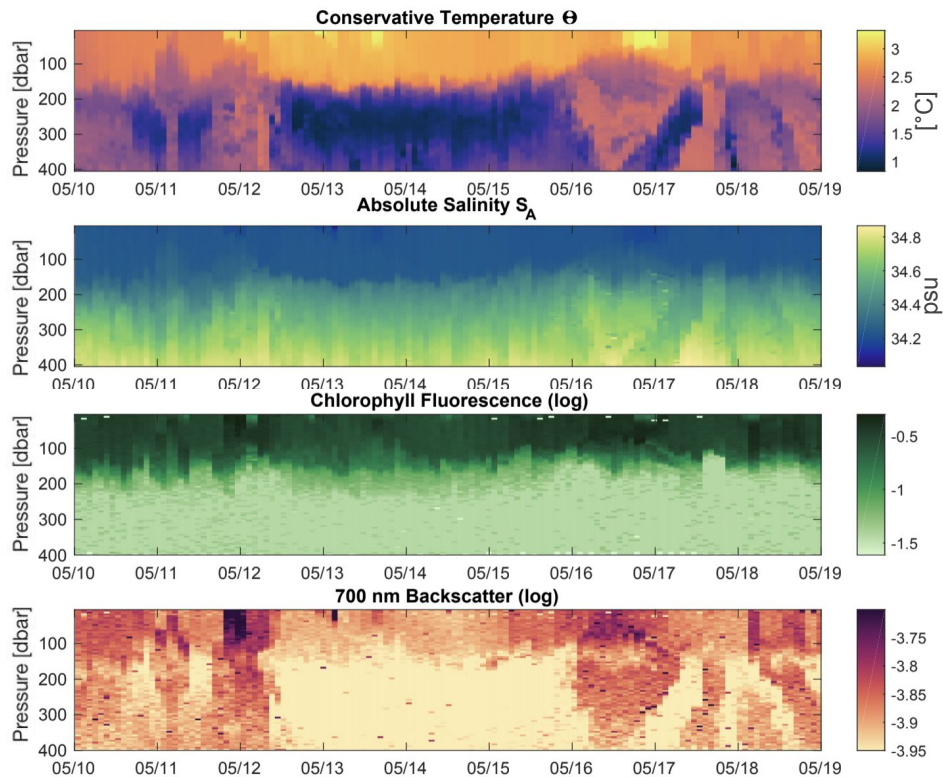 Conservative Temperature Θ
Pressure [dbar]
100
200
300
400
05/10 05/11 05/12 05/13 05/14 05/15 05/16 05/17 05/18 05/19
3
2.5
2
1.5
1
[°C]
Absolute Salinity S_A
Pressure [dbar]
100
200
300
400
05/10 05/11 05/12 05/13 05/14 05/15 05/16 05/17 05/18 05/19
34.8
34.6
34.4
34.2
psu
Chlorophyll Fluorescence (log)
Pressure [dbar]
100
200
300
400
05/10 05/11 05/12 05/13 05/14 05/15 05/16 05/17 05/18 05/19
-0.5
-1
-1.5
700 nm Backscatter (log)
Pressure [dbar]
100
200
300
400
05/10 05/11 05/12 05/13 05/14 05/15 05/16 05/17 05/18 05/19
-3.75
-3.8
-3.85
-3.9
-3.95